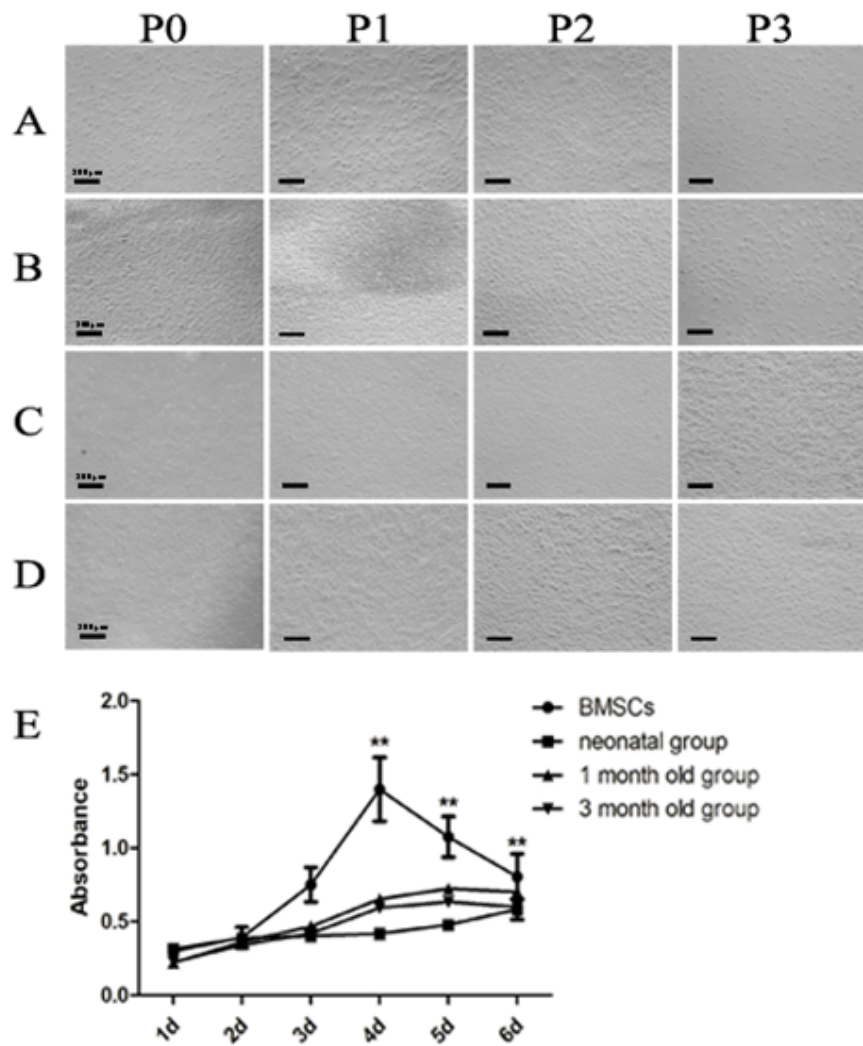 P0 P1 P2 P3
A
B
C
D
E
2.0
1.5
1.0
0.5
0.0
Absorbance
1d 2d 3d 4d 5d 6d
**
**
**
BMSCs
neonatal group
1 month old group
3 month old group